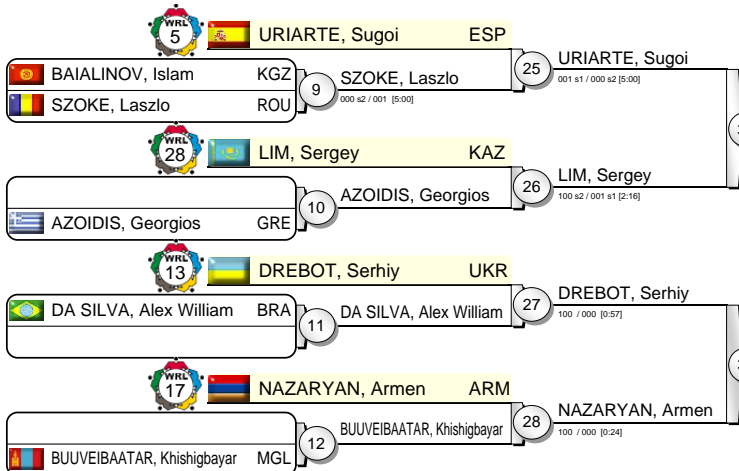 WRL
5
URIARTE, Sugoi ESP
BAIALINOV, Islam KGZ
SZOKE, Laszlo ROU
9
SZOKE, Laszlo
000 s2 / 001 [5:00]
25
URIARTE, Sugoi
001 s1 / 000 s2 [5:00]
WRL
28
LIM, Sergey KAZ
AZOIDIS, Georgios GRE
10
AZOIDIS, Georgios
26
LIM, Sergey
100 s2 / 001 s1 [2:16]
WRL
13
DREBOT, Serhiy UKR
DA SILVA, Alex William BRA
11
DA SILVA, Alex William
27
DREBOT, Serhiy
100 / 000 [0:57]
WRL
17
NAZARYAN, Armen ARM
BUUVEIBAATAR, Khishigbayar MGL
12
BUUVEIBAATAR, Khishigbayar
28
NAZARYAN, Armen
100 / 000 [0:24]